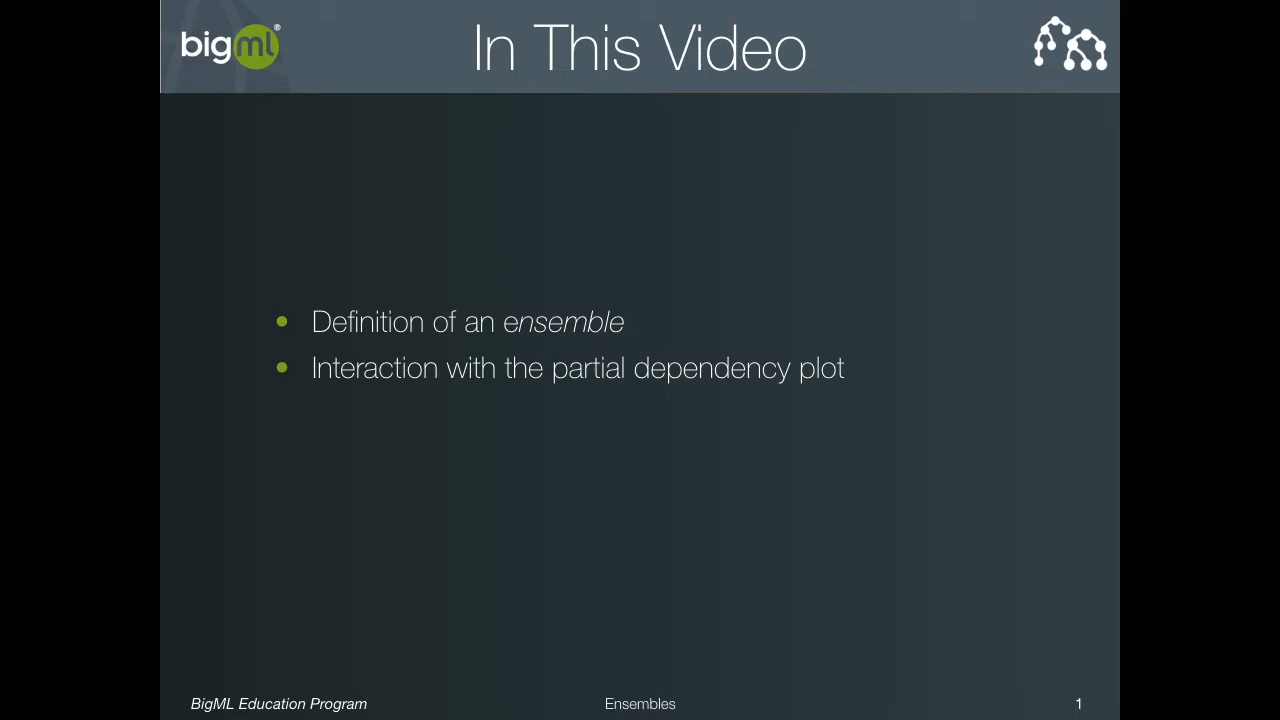 bigml®
In This Video
• Definition of an ensemble
• Interaction with the partial dependency plot
BigML Education Program
Ensembles
1